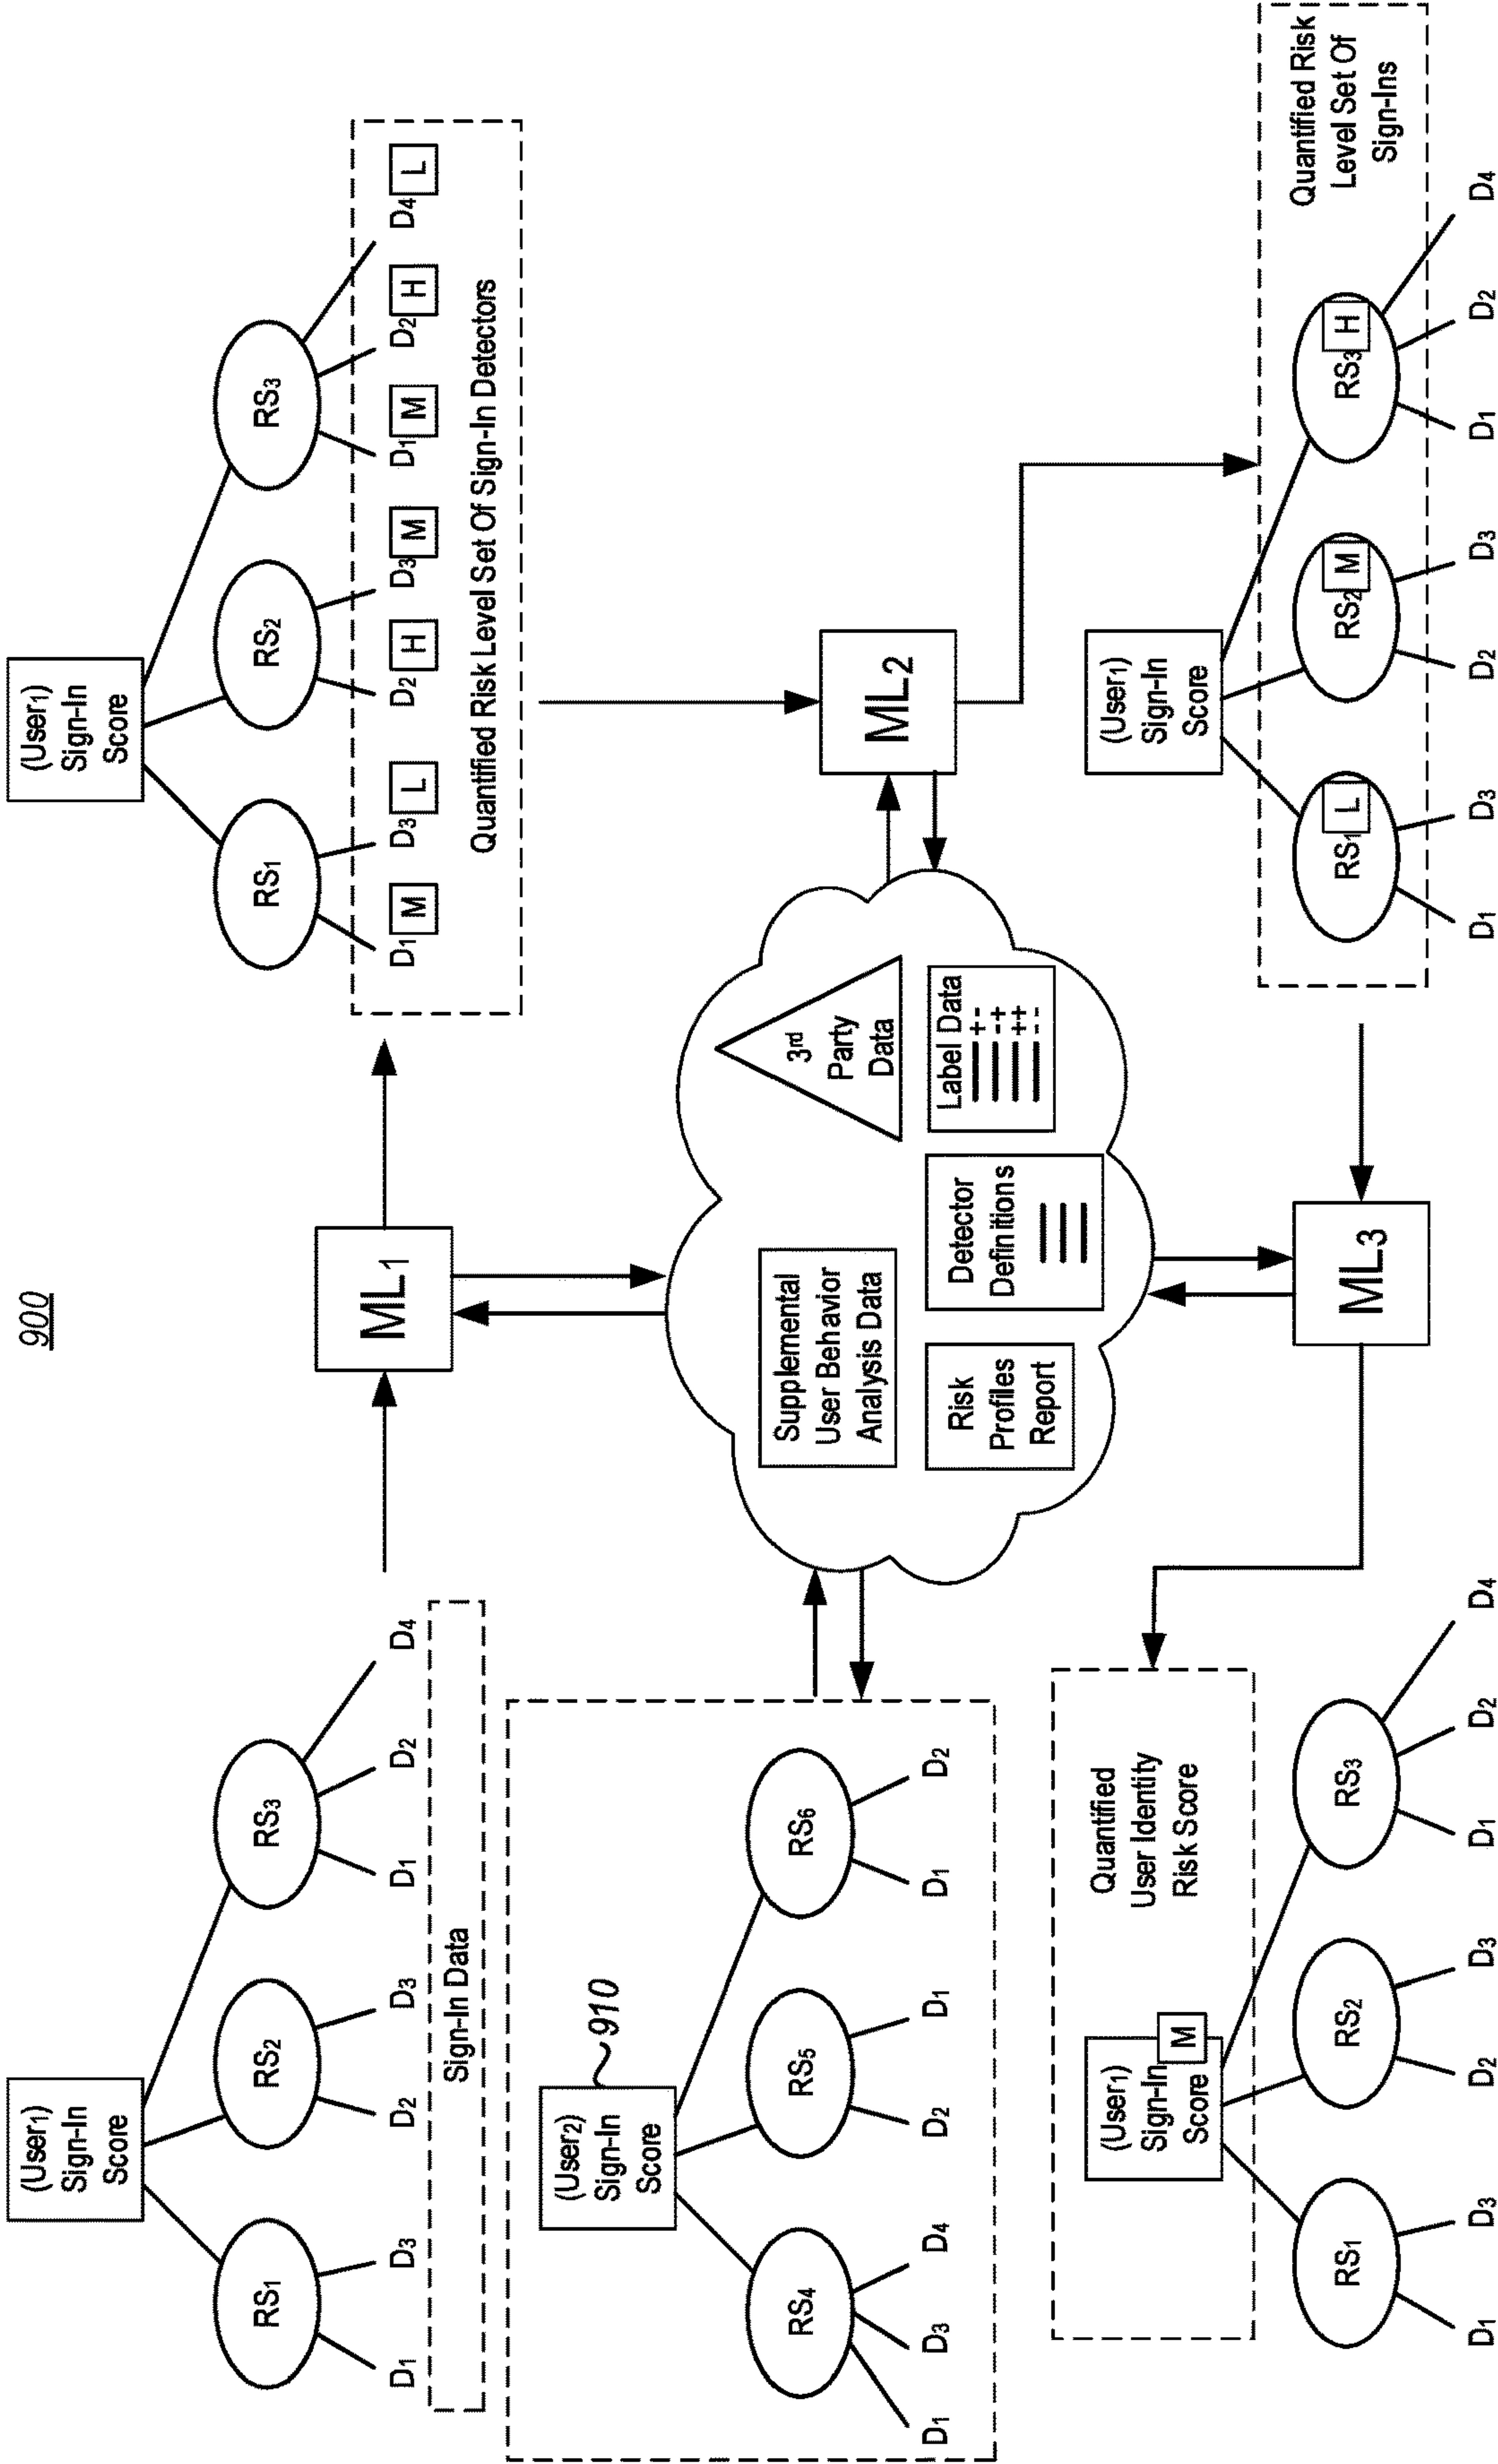 900
(User1)
Sign-In
Score
RS1
RS2
RS3
D1
D3
D2
D3
D1
D2
D4
Sign-In Data
ML1
(User1)
Sign-In
Score
RS1
RS2
RS3
D1 M
D3 L
D2 H
D3 M
D1 M
D2 H
D4 L
Quantified Risk Level Set Of Sign-In Detectors
(User2)
Sign-In
Score
910
RS4
RS5
RS6
D1
D3
D4
D2
D1
D1
D2
Supplemental
User Behavior
Analysis Data
3rd
Party
Data
Risk
Profiles
Report
Detector
Definitions
Label Data
+-
-+
++
--
ML2
Quantified
User Identity
Risk Score
(User1)
Sign-In
Score
M
RS1
RS2
RS3
D1
D3
D2
D3
D1
D2
D4
ML3
(User1)
Sign-In
Score
Quantified Risk
Level Set Of
Sign-Ins
RS1 L
RS2 M
RS3 H
D1
D3
D2
D3
D1
D2
D4